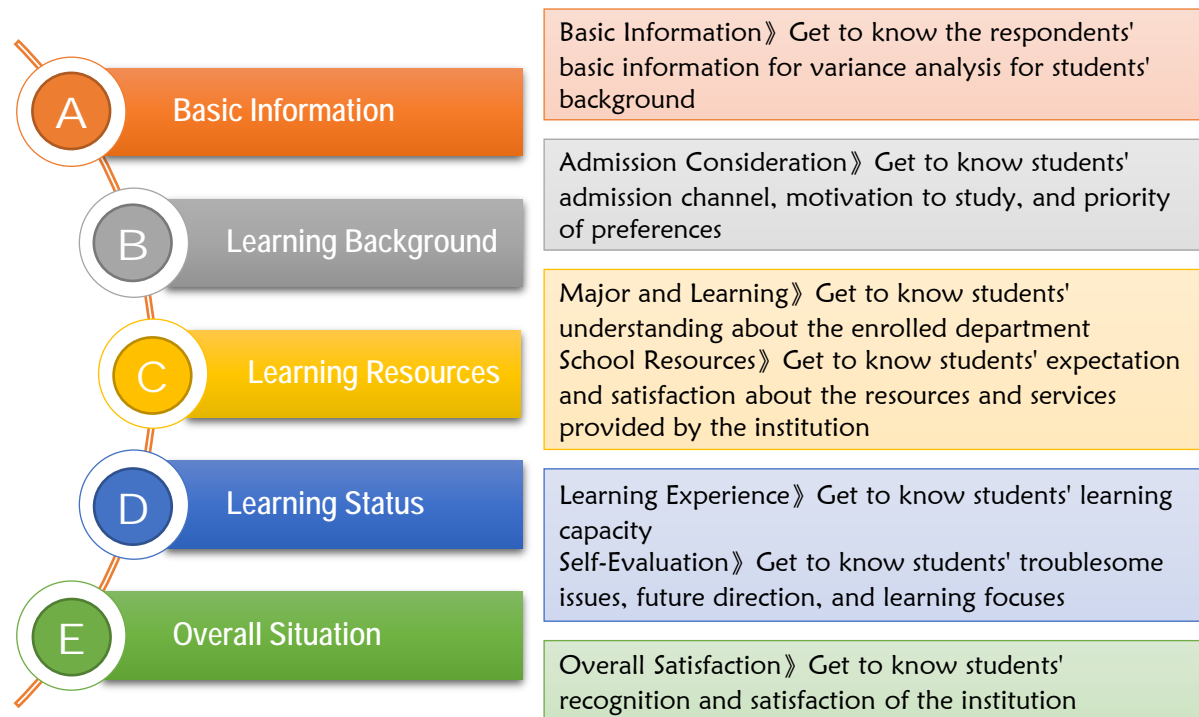 A
Basic Information
Basic Information》 Get to know the respondents'
basic information for variance analysis for students'
background
B
Learning Background
Admission Consideration》 Get to know students'
admission channel, motivation to study, and priority
of preferences
C
Learning Resources
Major and Learning》 Get to know students'
understanding about the enrolled department
School Resources》 Get to know students' expectation
and satisfaction about the resources and services
provided by the institution
D
Learning Status
Learning Experience》 Get to know students' learning
capacity
Self-Evaluation》 Get to know students' troublesome
issues, future direction, and learning focuses
E
Overall Situation
Overall Satisfaction》 Get to know students'
recognition and satisfaction of the institution